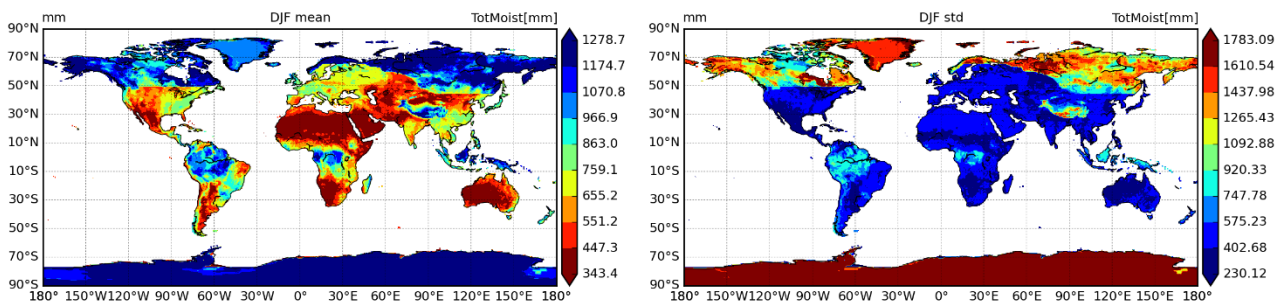 mm DJF mean TotMoist[mm]
90°N
70°N
50°N
30°N
10°N
10°S
30°S
50°S
70°S
90°S
180°150°W120°W 90°W 60°W 30°W 0° 30°E 60°E 90°E 120°E 150°E 180°
1278.7
1174.7
1070.8
966.9
863.0
759.1
655.2
551.2
447.3
343.4
mm DJF std TotMoist[mm]
90°N
70°N
50°N
30°N
10°N
10°S
30°S
50°S
70°S
90°S
180°150°W120°W 90°W 60°W 30°W 0° 30°E 60°E 90°E 120°E 150°E 180°
1783.09
1610.54
1437.98
1265.43
1092.88
920.33
747.78
575.23
402.68
230.12